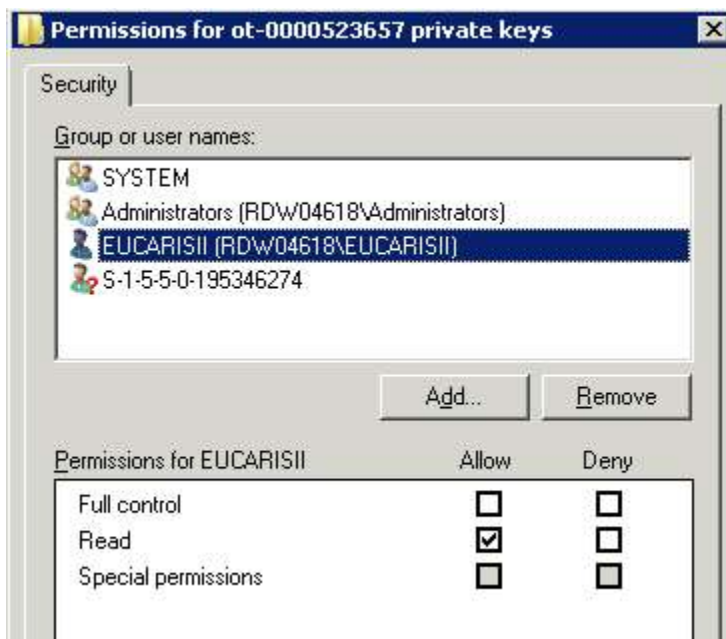 Permissions for ot-0000523657 private keys
Security
Group or user names:
SYSTEM
Administrators (RDW04618\Administrators)
EUCARISII (RDW04618\EUCARISII)
S-1-5-5-0-195346274
Add... Remove
Permissions for EUCARISII Allow Deny
Full control
Read
Special permissions